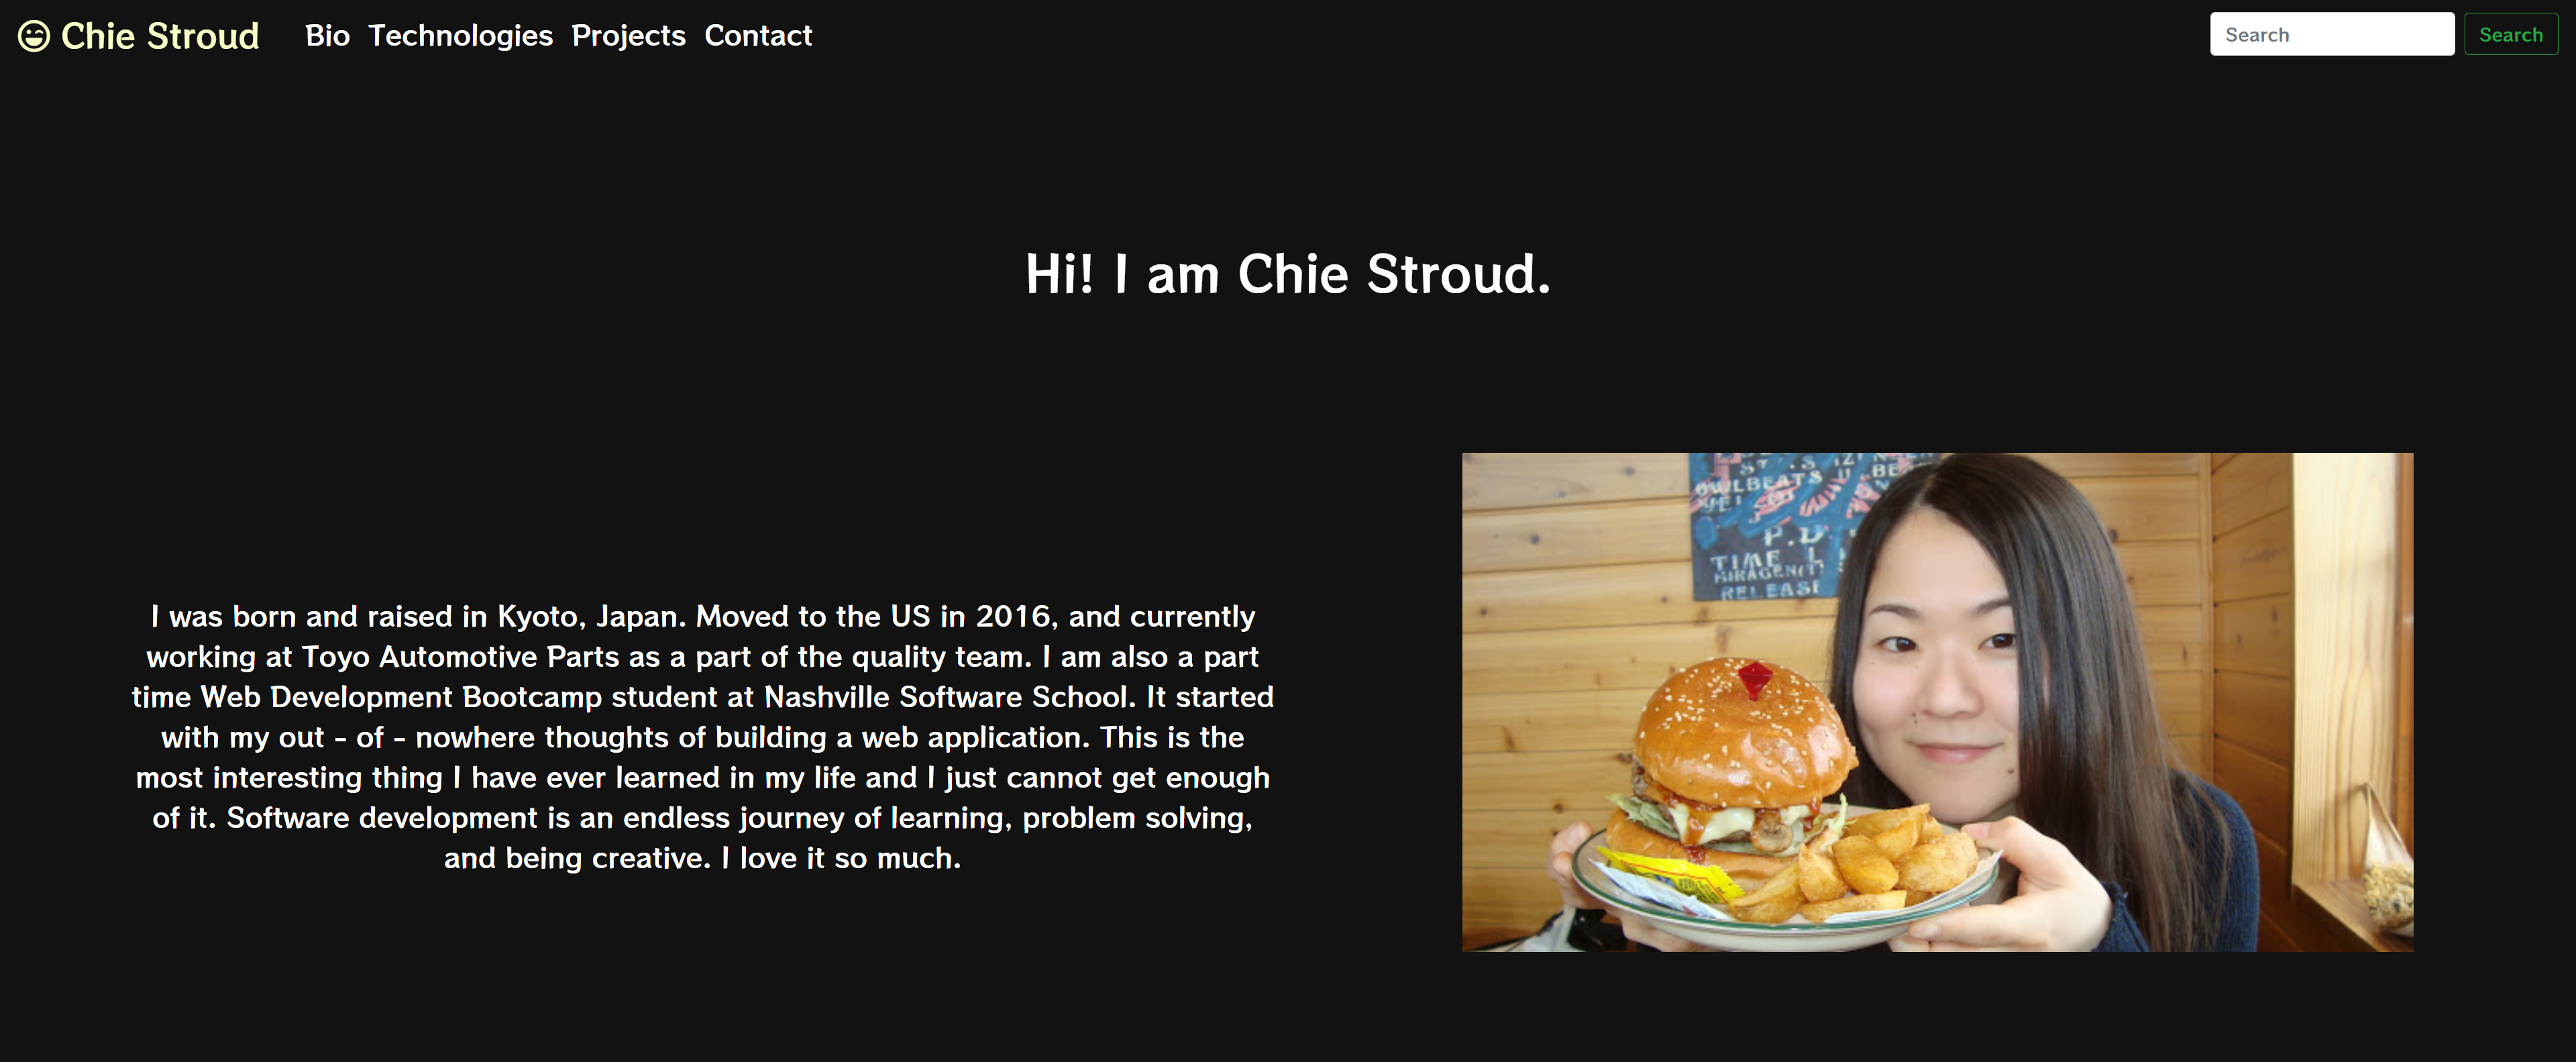 Chie Stroud
Bio Technologies Projects Contact
Search Search
Hi! I am Chie Stroud.
I was born and raised in Kyoto, Japan. Moved to the US in 2016, and currently
working at Toyo Automotive Parts as a part of the quality team. I am also a part
time Web Development Bootcamp student at Nashville Software School. It started
with my out - of - nowhere thoughts of building a web application. This is the
most interesting thing I have ever learned in my life and I just cannot get enough
of it. Software development is an endless journey of learning, problem solving,
and being creative. I love it so much.
OWLBEATS
P.D
TIME L